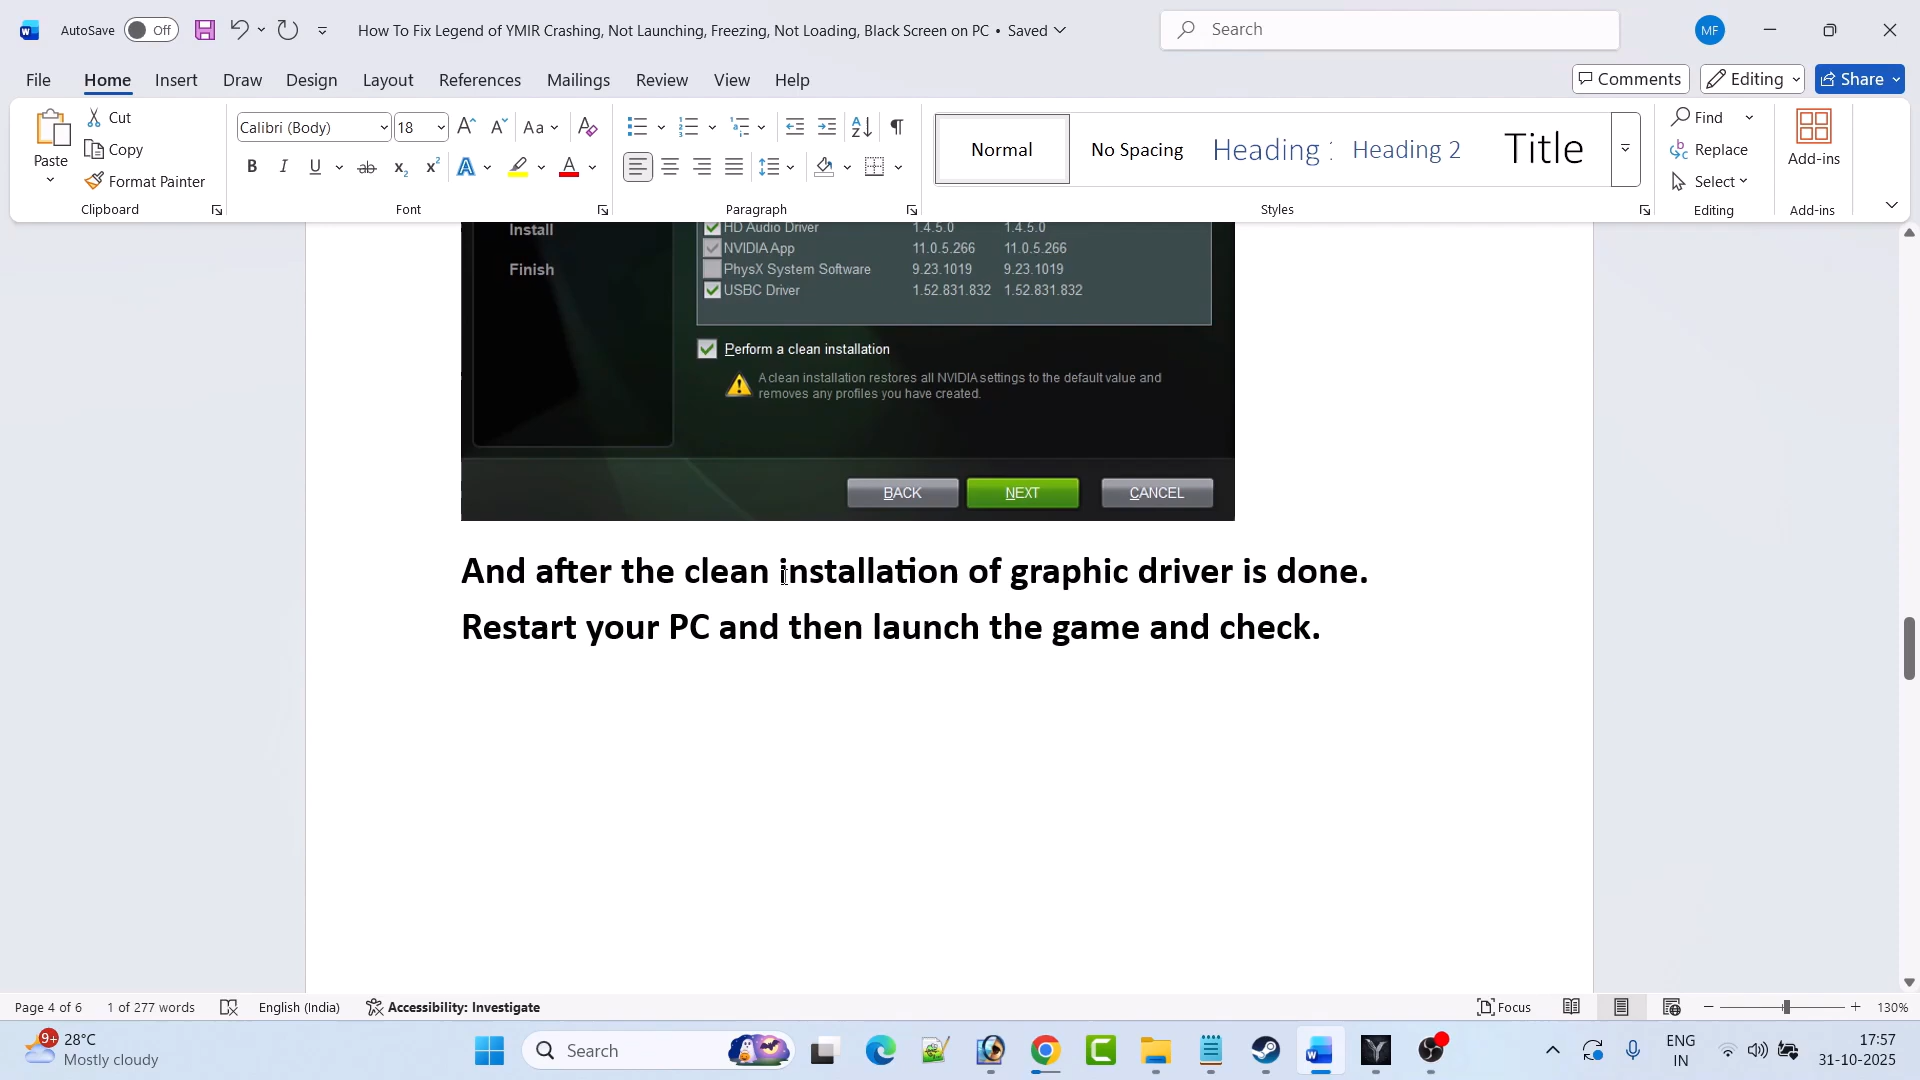 AutoSave Off
How To Fix Legend of YMIR Crashing, Not Launching, Freezing, Not Loading, Black Screen on PC • Saved
Search
MF
File Home Insert Draw Design Layout References Mailings Review View Help
Comments
Editing
Share
Paste
Cut
Copy
Format Painter
Clipboard
Calibri (Body)
18
Font
Paragraph
Normal
No Spacing
Heading
Heading 2
Title
Styles
Find
Replace
Select
Editing
Add-ins
Add-ins
Install
Finish
HD Audio Driver 1.4.5.0 1.4.5.0
NVIDIA App 11.0.5.266 11.0.5.266
PhysX System Software 9.23.1019 9.23.1019
USBC Driver 1.52.831.832 1.52.831.832
Perform a clean installation
A clean installation restores all NVIDIA settings to the default value and
removes any profiles you have created.
BACK NEXT CANCEL
And after the clean installation of graphic driver is done.
Restart your PC and then launch the game and check.
Page 4 of 6 1 of 277 words English (India) Accessibility: Investigate
Focus
130%
9+
28°C
Mostly cloudy
Search
ENG
IN
17:57
31-10-2025